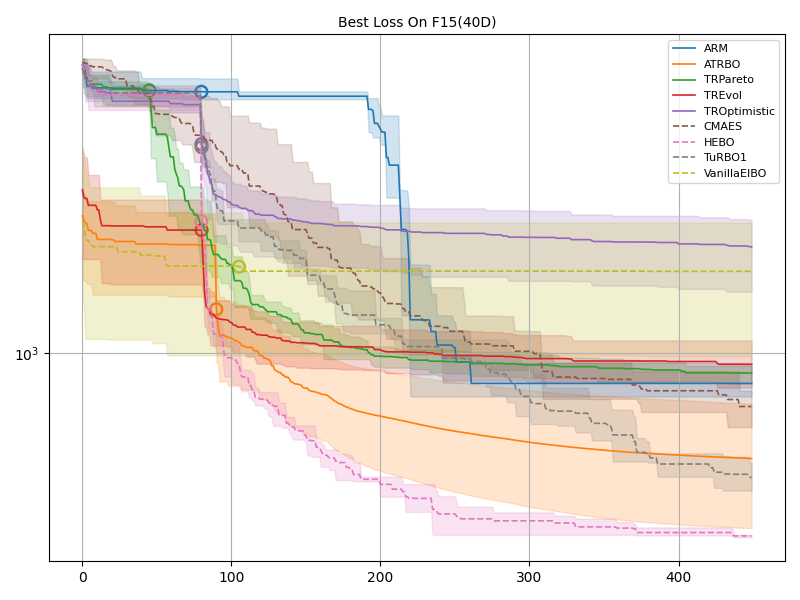 Best Loss On F15(40D)
ARM
ATRBO
TRPareto
TREvol
TROptimistic
CMAES
HEBO
TuRBO1
VanillaEIBO
10³
0 100 200 300 400